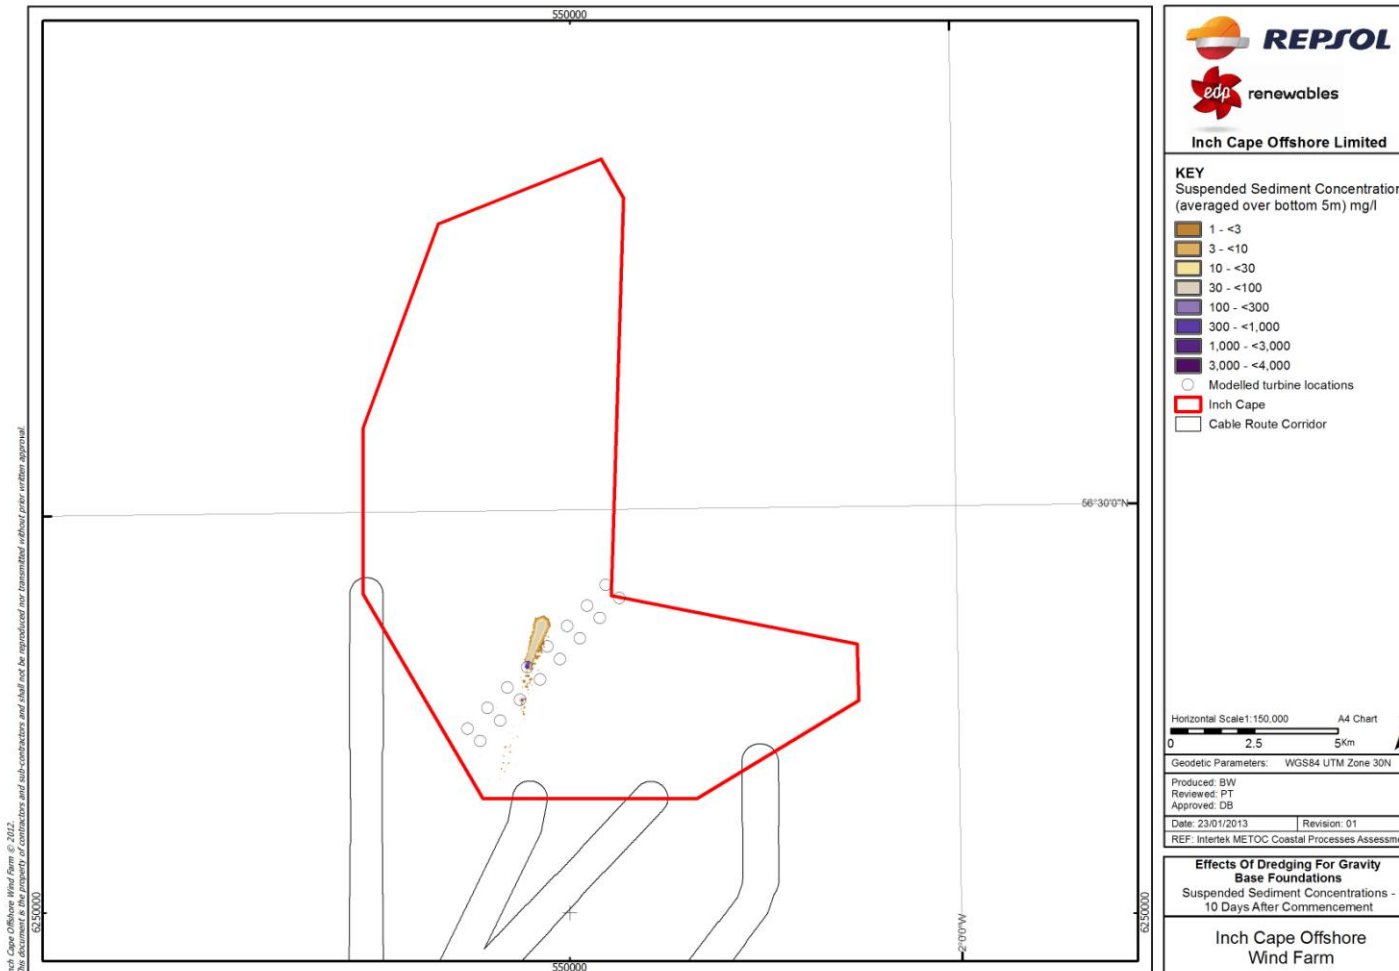 550000
REPSOL
edp renewables
Inch Cape Offshore Limited
KEY
Suspended Sediment Concentration
(averaged over bottom 5m) mg/l
1 - <3
3 - <10
10 - <30
30 - <100
100 - <300
300 - <1,000
1,000 - <3,000
3,000 - <4,000
Modelled turbine locations
Inch Cape
Cable Route Corridor
56°30'0"N
Horizontal Scale1:150,000 A4 Chart
0 2.5 5Km
Geodetic Parameters: WGS84 UTM Zone 30N
Produced: BW
Reviewed: PT
Approved: DB
Date: 23/01/2013 Revision: 01
REF: Intertek METOC Coastal Processes Assessm
Effects Of Dredging For Gravity
Base Foundations
Suspended Sediment Concentrations -
10 Days After Commencement
Inch Cape Offshore
Wind Farm
6250000
6250000
2°0'0"W
550000
nch Cape Offshore Wind Farm © 2012.
his document is the property of contractors and sub-contractors and shall not be reproduced nor transmitted without prior written approval.